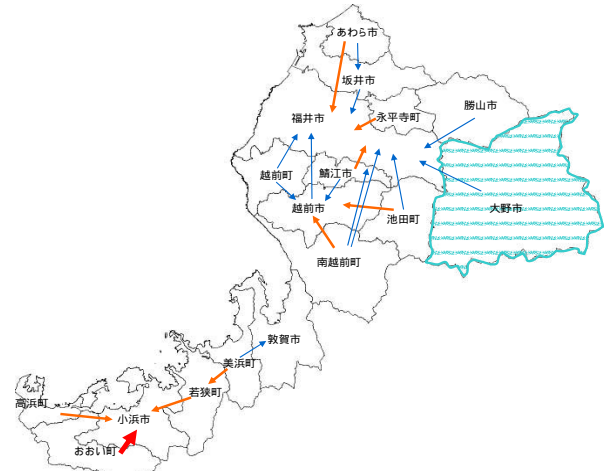 あわら市
坂井市
勝山市
福井市
永平寺町
越前町
鯖江市
越前市
大野市
池田町
南越前町
敦賀市
美浜町
若狭町
高浜町
小浜市
おおい町